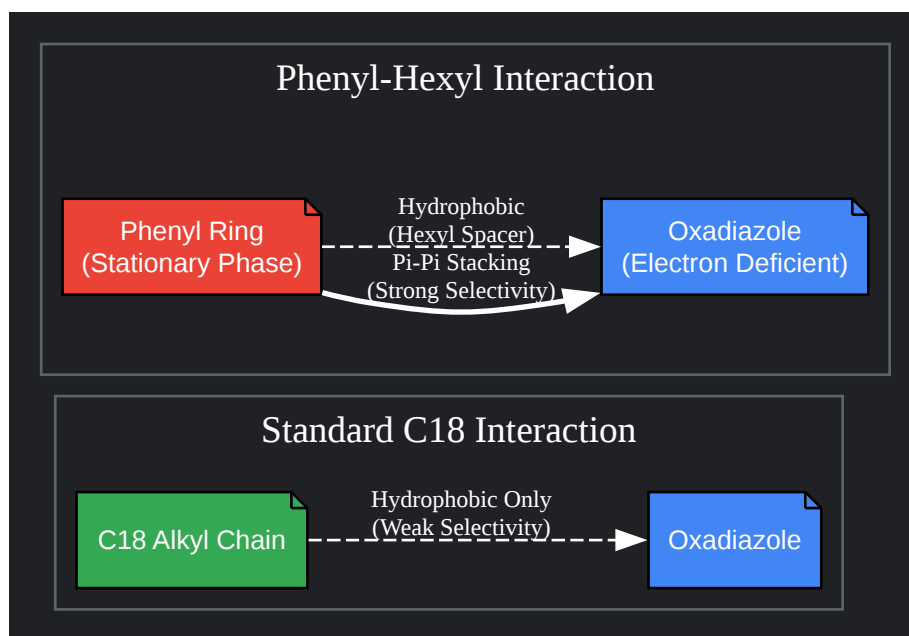 Phenyl-Hexyl Interaction
Phenyl Ring
(Stationary Phase)
Hydrophobic
(Hexyl Spacer)
Pi-Pi Stacking
(Strong Selectivity)
Oxadiazole
(Electron Deficient)
Standard C18 Interaction
C18 Alkyl Chain
Hydrophobic Only
(Weak Selectivity)
Oxadiazole